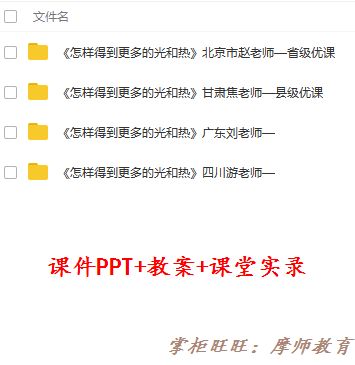 文件名
《怎样得到更多的光和热》北京市赵老师—省级优课
《怎样得到更多的光和热》甘肃焦老师—县级优课
《怎样得到更多的光和热》广东刘老师—
《怎样得到更多的光和热》四川游老师—
课件PPT+教案+课堂实录
掌柜旺旺：摩师教育